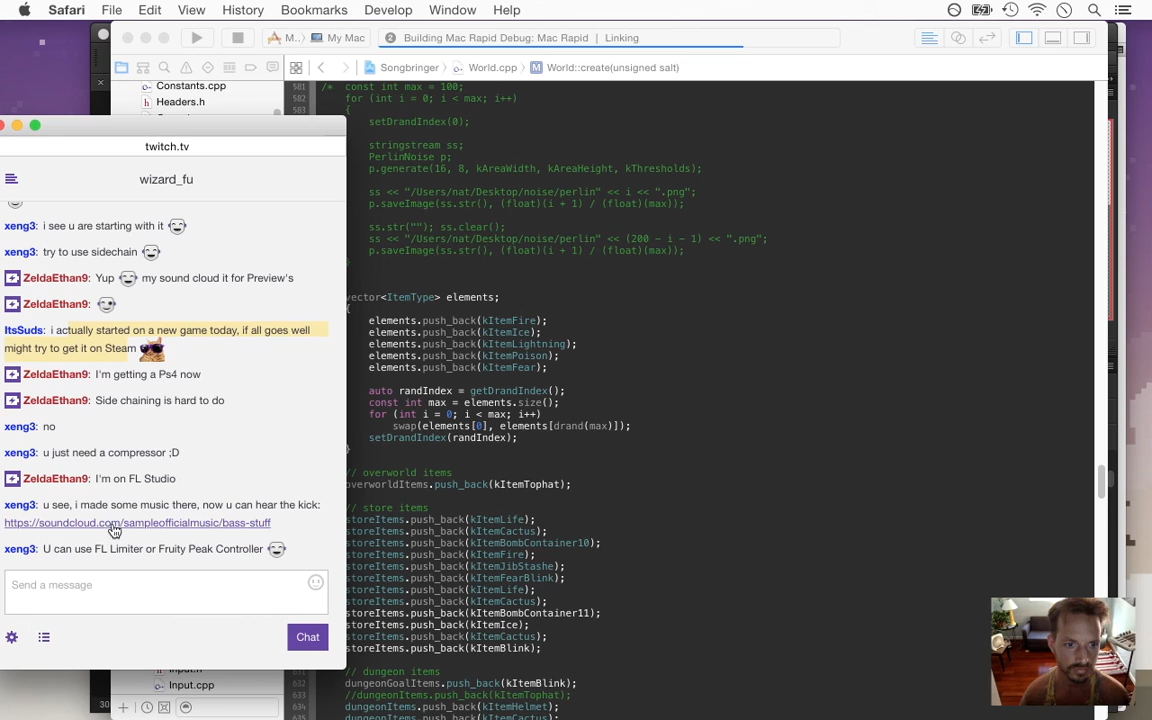 Safari File Edit View History Bookmarks Develop Window Help
M.. My Mac
2 Building Mac Rapid Debug: Mac Rapid | Linking
Songbringer World.cpp M World::create(unsigned salt)
Constants.cpp
Headers.h
581 /* const int max = 100;
582 for (int i = 0; i < max; i++)
583 {
setDrandIndex(0);
stringstream ss;
PerlinNoise p;
p.generate(16, 8, kAreaWidth, kAreaHeight, kThresholds);
ss << "/Users/nat/Desktop/noise/perlin" << i << ".png";
p.saveImage(ss.str(), (float)(i + 1) / (float)(max));
ss.str(""); ss.clear();
ss << "/Users/nat/Desktop/noise/perlin" << (200 - i - 1) << ".png";
p.saveImage(ss.str(), (float)(i + 1) / (float)(max));
vector<ItemType> elements;
{
elements.push_back(kItemFire);
elements.push_back(kItemIce);
elements.push_back(kItemLightning);
elements.push_back(kItemPoison);
elements.push_back(kItemFear);
auto randIndex = getDrandIndex();
const int max = elements.size();
for (int i = 0; i < max; i++)
swap(elements[0], elements[drand(max)]);
setDrandIndex(randIndex);
}
// overworld items
overworldItems.push_back(kItemTophat);
// store items
storeItems.push_back(kItemLife);
storeItems.push_back(kItemCactus);
storeItems.push_back(kItemBombContainer10);
storeItems.push_back(kItemFire);
storeItems.push_back(kItemJibStashe);
storeItems.push_back(kItemFearBlink);
storeItems.push_back(kItemLife);
storeItems.push_back(kItemCactus);
storeItems.push_back(kItemBombContainer11);
storeItems.push_back(kItemIce);
storeItems.push_back(kItemCactus);
storeItems.push_back(kItemBlink);
// dungeon items
632 dungeonGoalItems.push_back(kItemBlink);
633 //dungeonItems.push_back(kItemTophat);
634 dungeonItems.push_back(kItemHelmet);
635
twitch.tv
wizard_fu
xeng3: i see u are starting with it
xeng3: try to use sidechain
ZeldaEthan9: Yup my sound cloud it for Preview's
ZeldaEthan9:
ItsSuds: i actually started on a new game today, if all goes well
might try to get it on Steam
ZeldaEthan9: I'm getting a Ps4 now
ZeldaEthan9: Side chaining is hard to do
xeng3: no
xeng3: u just need a compressor ;D
ZeldaEthan9: I'm on FL Studio
xeng3: u see, i made some music there, now u can hear the kick:
https://soundcloud.com/sampleofficialmusic/bass-stuff
xeng3: U can use FL Limiter or Fruity Peak Controller
Send a message
Chat
Input.h
Input.cpp
30